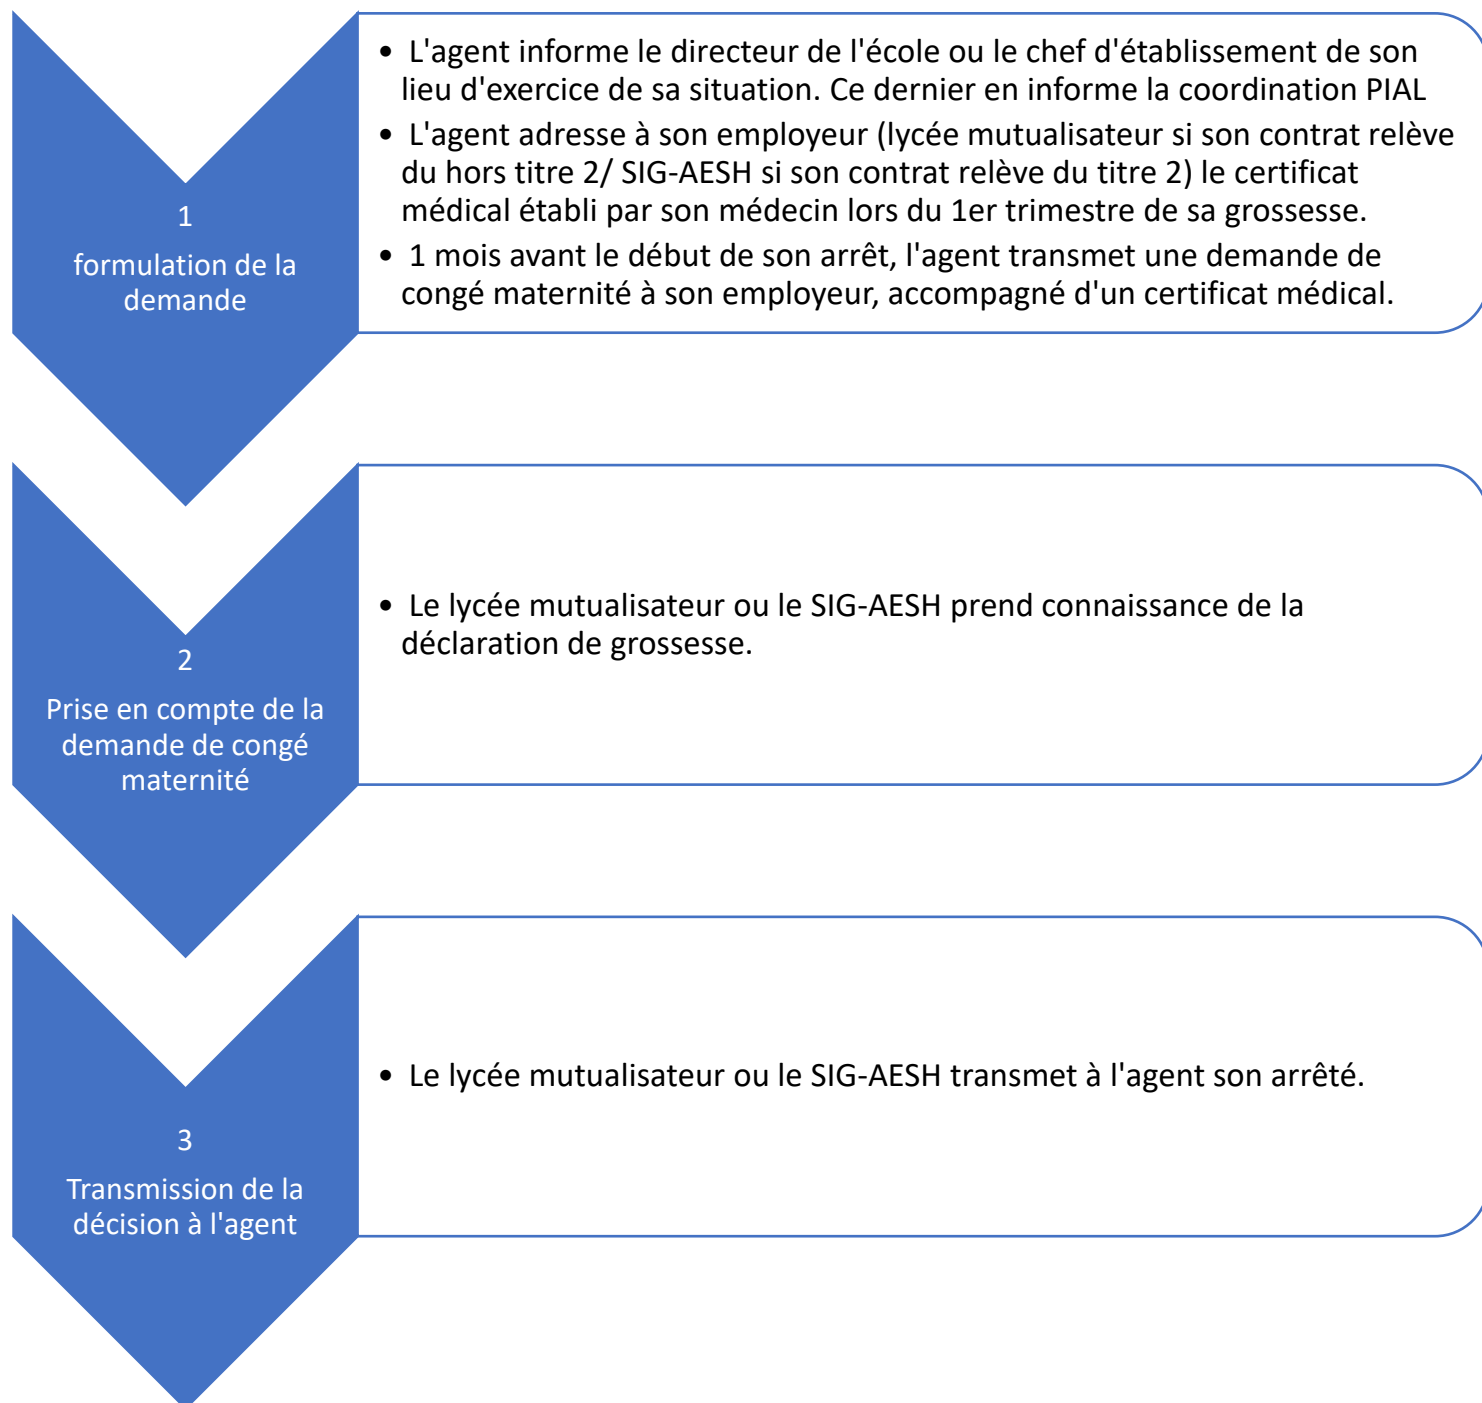 1
formulation de la
demande
• L'agent informe le directeur de l'école ou le chef d'établissement de son
lieu d'exercice de sa situation. Ce dernier en informe la coordination PIAL
• L'agent adresse à son employeur (lycée mutualisateur si son contrat relève
du hors titre 2/ SIG-AESH si son contrat relève du titre 2) le certificat
médical établi par son médecin lors du 1er trimestre de sa grossesse.
• 1 mois avant le début de son arrêt, l'agent transmet une demande de
congé maternité à son employeur, accompagné d'un certificat médical.
2
Prise en compte de la
demande de congé
maternité
• Le lycée mutualisateur ou le SIG-AESH prend connaissance de la
déclaration de grossesse.
3
Transmission de la
décision à l'agent
• Le lycée mutualisateur ou le SIG-AESH transmet à l'agent son arrêté.